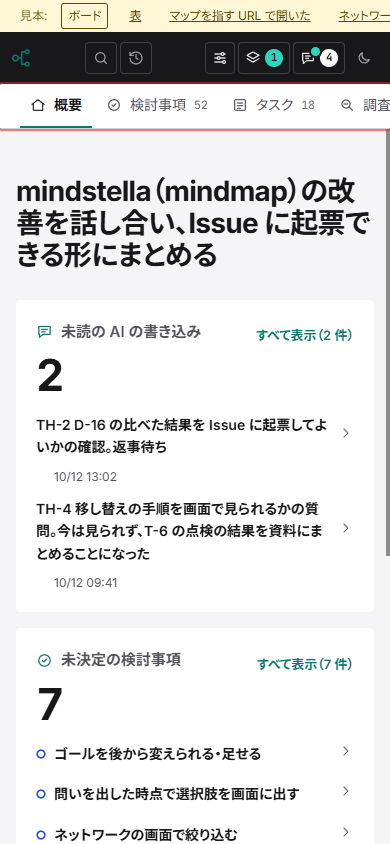 見本: ボード 表 マップを指す URL で開いた ネットワー
1 4
概要 検討事項 52 タスク 18 調査
mindstella（mindmap）の改
善を話し合い、Issue に起票で
きる形にまとめる
未読の AI の書き込み すべて表示（2 件）
2
TH-2 D-16 の比べた結果を Issue に起票してよ
いかの確認。返事待ち
10/12 13:02
TH-4 移し替えの手順を画面で見られるかの質
問。今は見られず、T-6 の点検の結果を資料にま
とめることになった
10/12 09:41
未決定の検討事項 すべて表示（7 件）
7
ゴールを後から変えられる・足せる
問いを出した時点で選択肢を画面に出す
ネットワークの画面で絞り込む